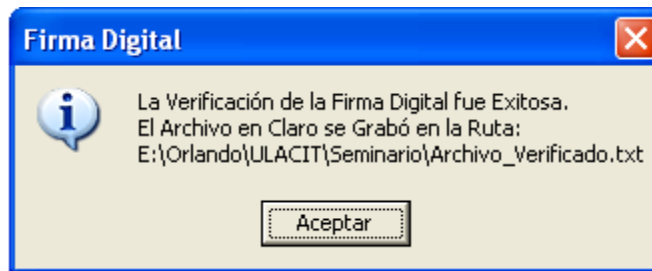 Firma Digital
La Verificación de la Firma Digital fue Exitosa.
El Archivo en Claro se Grabó en la Ruta:
E:\Orlando\ULACIT\Seminario\Archivo_Verificado.txt
Aceptar